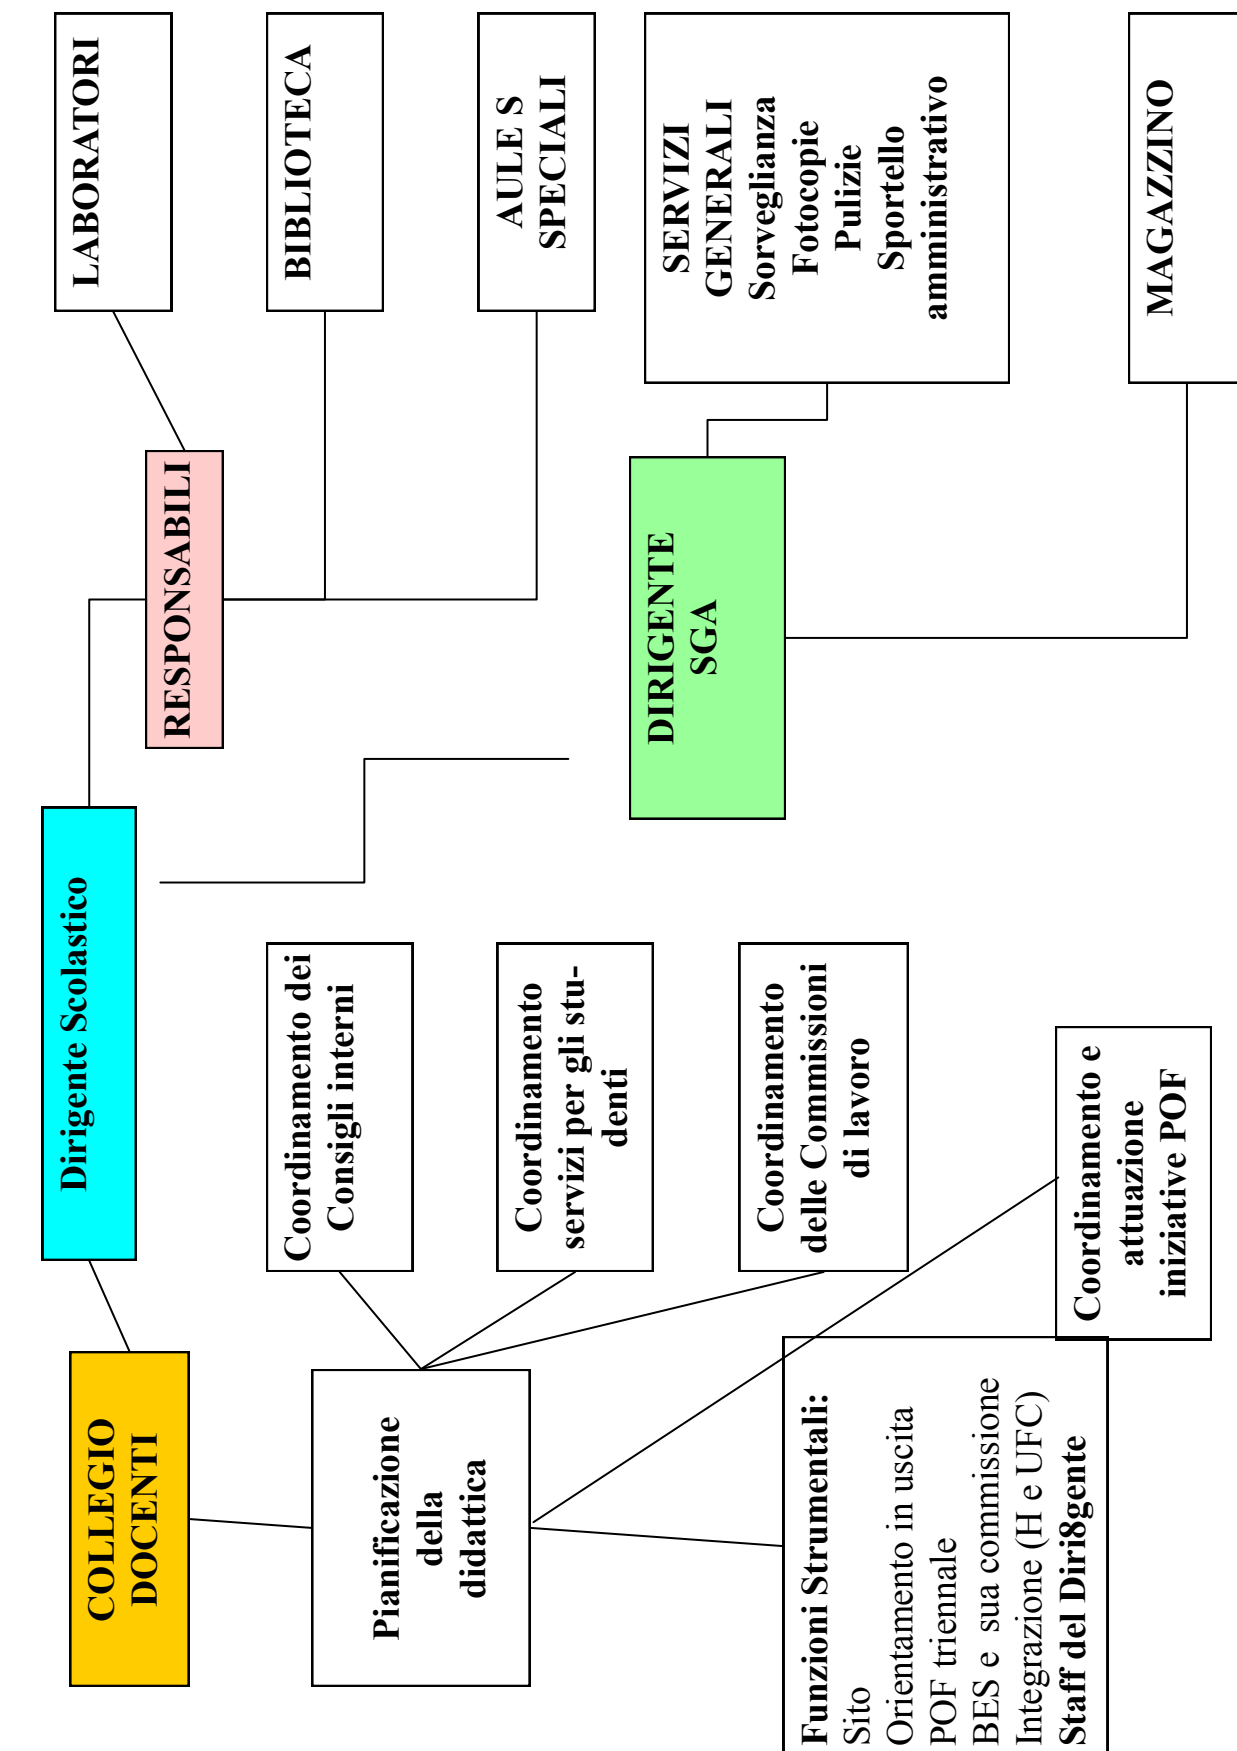 Dirigente Scolastico
COLLEGIO
DOCENTI
RESPONSABILI
LABORATORI
BIBLIOTECA
AULE S
SPECIALI
Pianificazione
della
didattica
Coordinamento dei
Consigli interni
Coordinamento
servizi per gli stu-
denti
Coordinamento
delle Commissioni
di lavoro
Coordinamento e
attuazione
iniziative POF
DIRIGENTE
SGA
SERVIZI
GENERALI
Sorveglianza
Fotocopie
Pulizie
Sportello
amministrativo
MAGAZZINO
Funzioni Strumentali:
Sito
Orientamento in uscita
POF triennale
BES e sua commissione
Integrazione (H e UFC)
Staff del Diri8gente